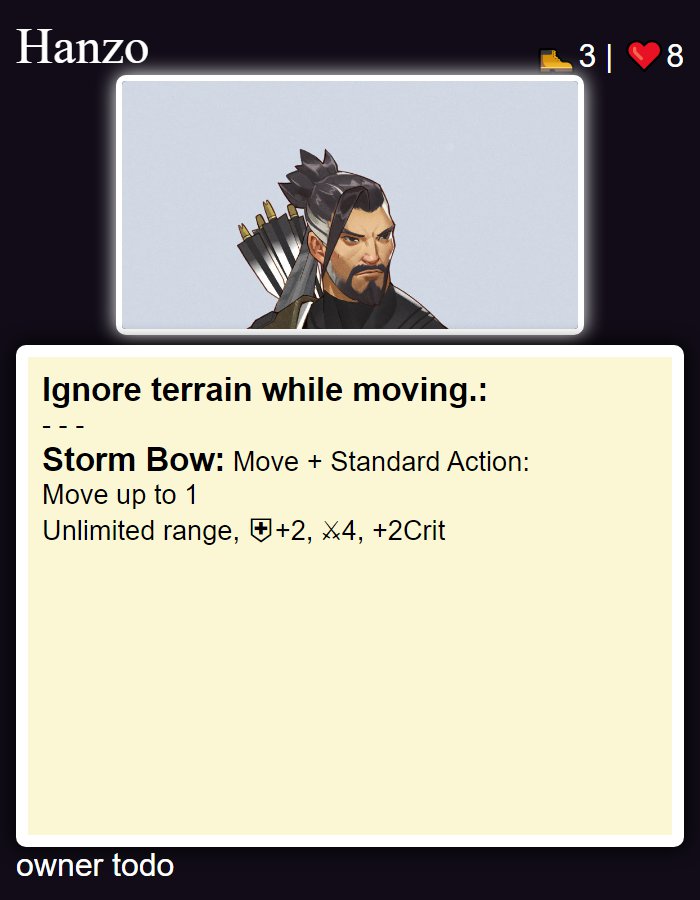 Hanzo
🥾3 | ❤️8
Ignore terrain while moving.:
- - -
Storm Bow: Move + Standard Action:
Move up to 1
Unlimited range, ⛨+2, ⚔4, +2Crit
owner todo